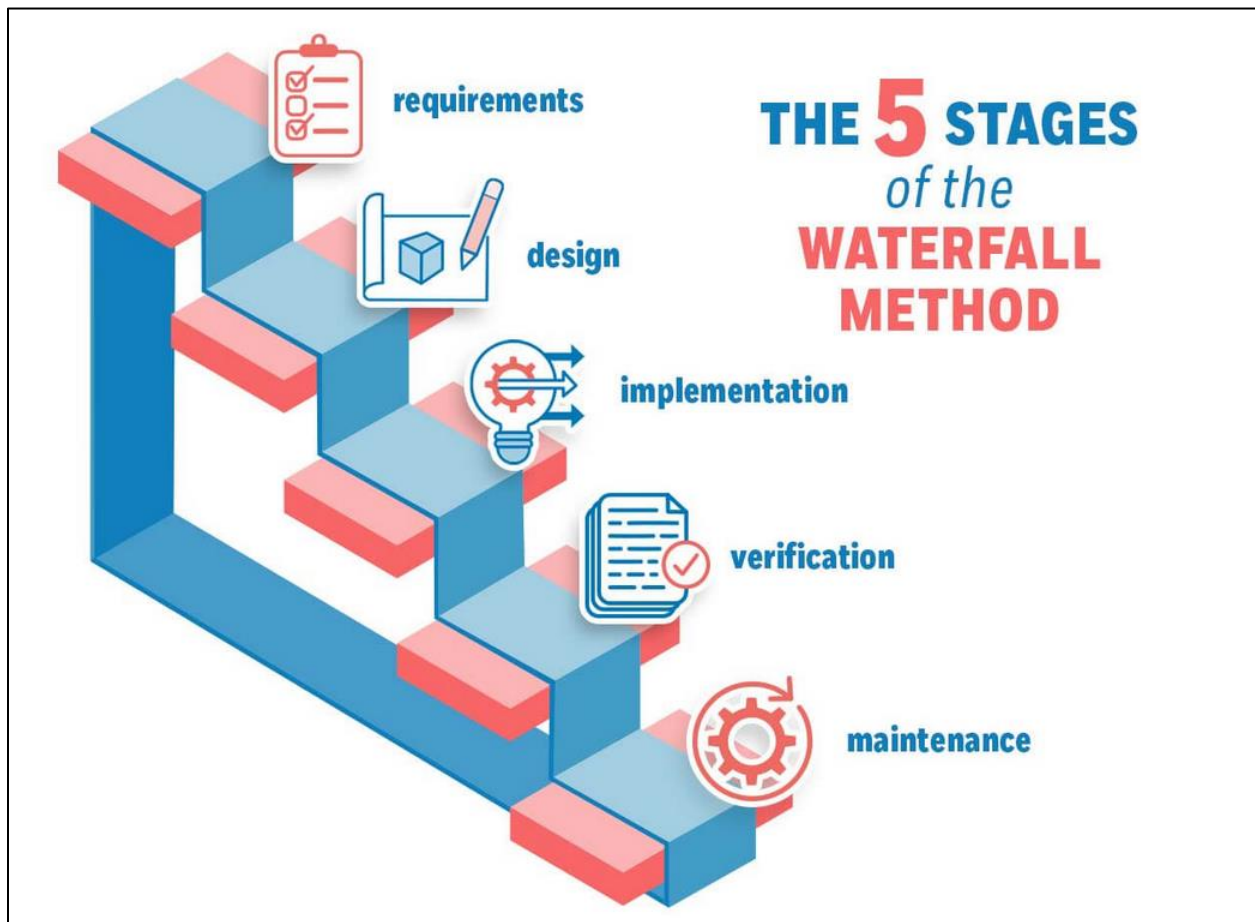 THE 5 STAGES
of the
WATERFALL
METHOD
requirements
design
implementation
verification
maintenance